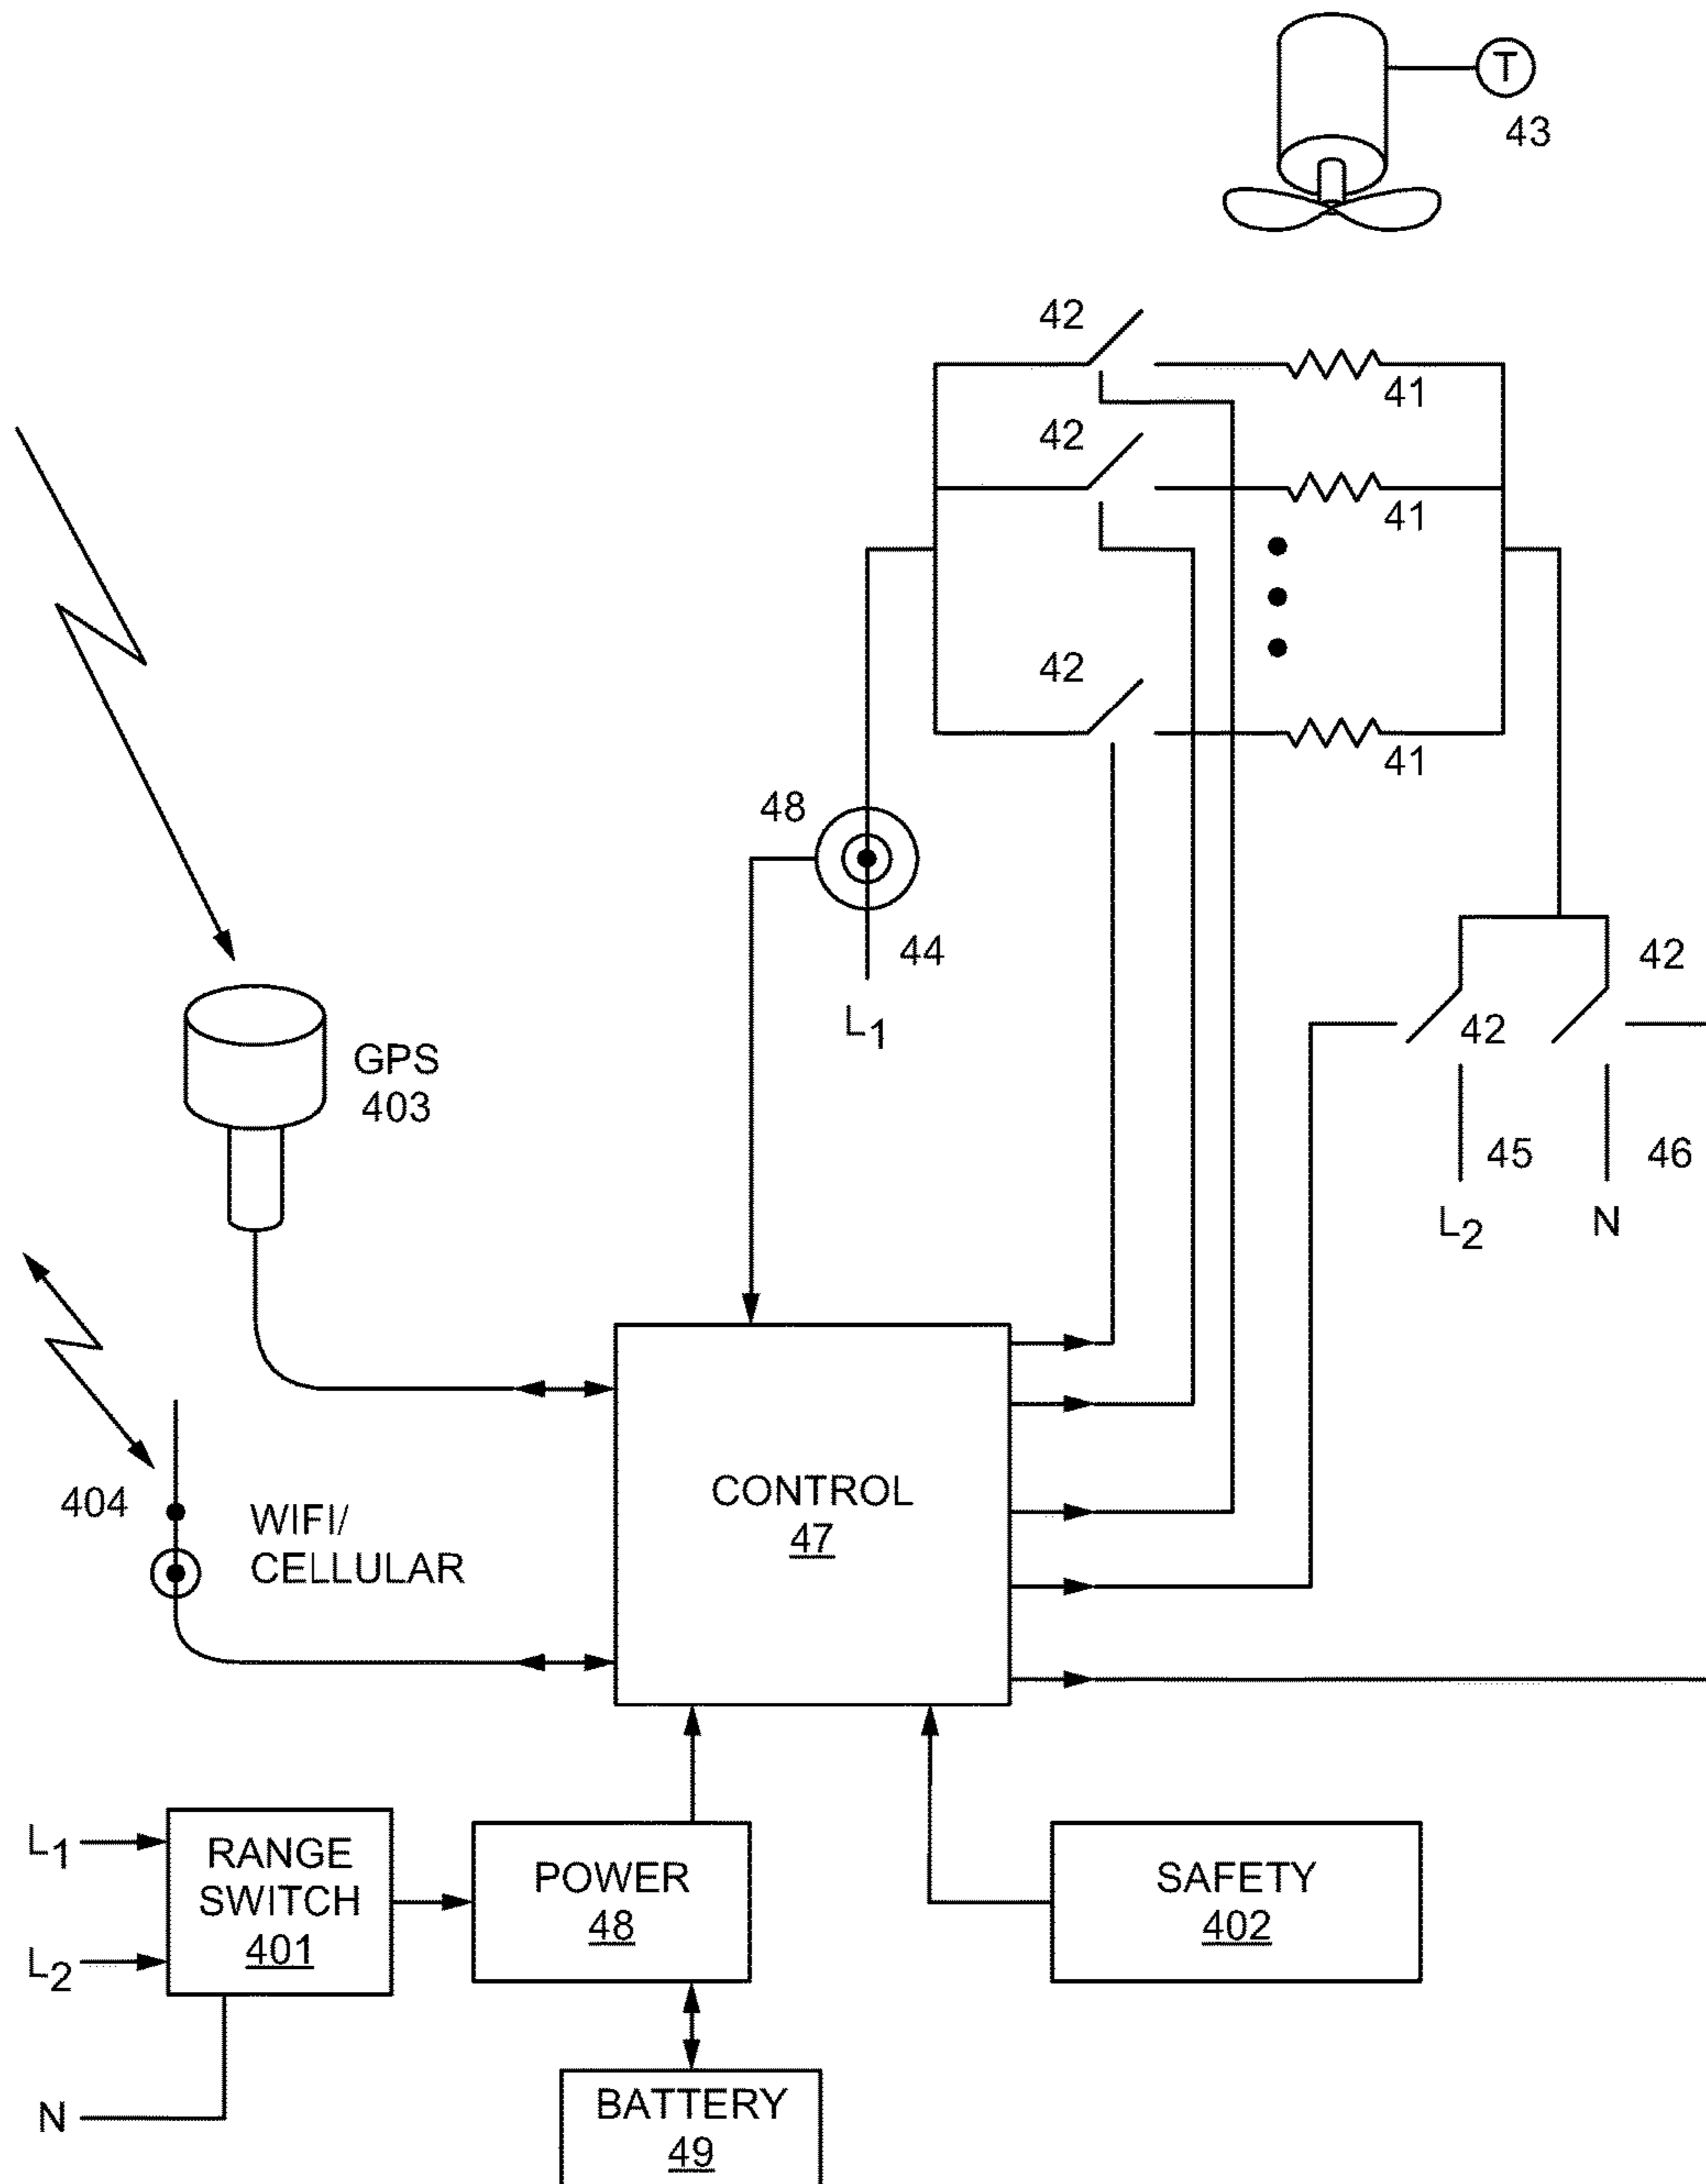 T
43
42
41
42
41
42
41
48
44
L1
42
42
45
46
L2
N
GPS
403
404
WIFI/
CELLULAR
CONTROL
47
L1
L2
N
RANGE
SWITCH
401
POWER
48
SAFETY
402
BATTERY
49